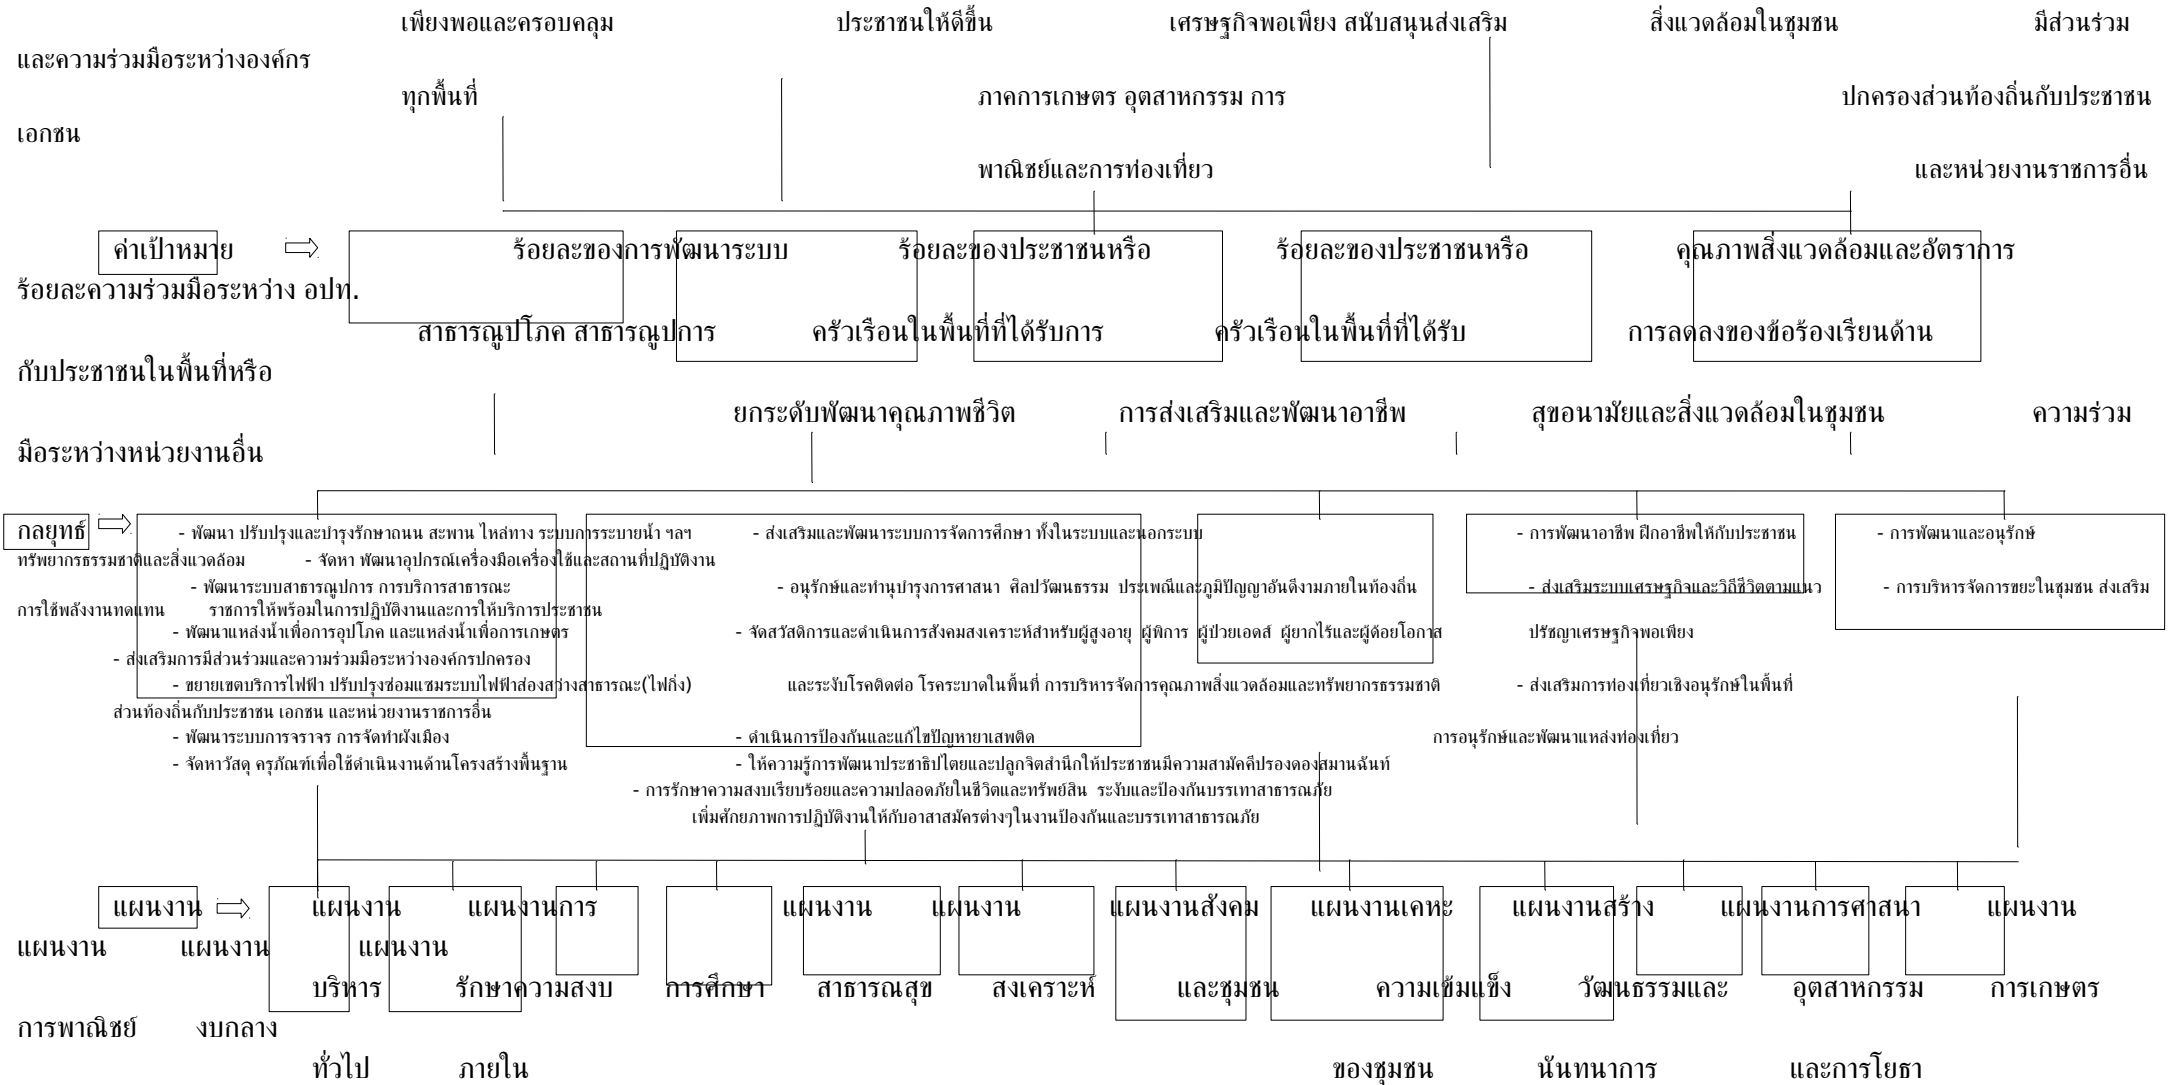 เพียงพอและครอบคลุม ประชาชนให้ดีขึ้น เศรษฐกิจพอเพียง สนับสนุนส่งเสริม สิ่งแวดล้อมในชุมชน มีส่วนร่วม
และความร่วมมือระหว่างองค์กร
ทุกพื้นที่ ภาคการเกษตร อุตสาหกรรม การ ปกครองส่วนท้องถิ่นกับประชาชน
เอกชน
พาณิชย์และการท่องเที่ยว และหน่วยงานราชการอื่น
ค่าเป้าหมาย ร้อยละของการพัฒนาระบบ ร้อยละของประชาชนหรือ ร้อยละของประชาชนหรือ คุณภาพสิ่งแวดล้อมและอัตราการ
ร้อยละความร่วมมือระหว่าง อปท.
สาธารณูปโภค สาธารณูปการ ครัวเรือนในพื้นที่ที่ได้รับการ ครัวเรือนในพื้นที่ที่ได้รับ การลดลงของข้อร้องเรียนด้าน
กับประชาชนในพื้นที่หรือ
ยกระดับพัฒนาคุณภาพชีวิต การส่งเสริมและพัฒนาอาชีพ สุขอนามัยและสิ่งแวดล้อมในชุมชน ความร่วม
มือระหว่างหน่วยงานอื่น
กลยุทธ์ - พัฒนา ปรับปรุงและบำรุงรักษาถนน สะพาน ไหล่ทาง ระบบการระบายน้ำ ฯลฯ - ส่งเสริมและพัฒนาระบบการจัดการศึกษา ทั้งในระบบและนอกระบบ - การพัฒนาอาชีพ ฝึกอาชีพให้กับประชาชน - การพัฒนาและอนุรักษ์
ทรัพยากรธรรมชาติและสิ่งแวดล้อม - จัดหา พัฒนาอุปกรณ์เครื่องมือเครื่องใช้และสถานที่ปฏิบัติงาน
- พัฒนาระบบสาธารณูปการ การบริการสาธารณะ - อนุรักษ์และทำนุบำรุงการศาสนา ศิลปวัฒนธรรม ประเพณีและภูมิปัญญาอันดีงามภายในท้องถิ่น - ส่งเสริมระบบเศรษฐกิจและวิถีชีวิตตามแนว - การบริหารจัดการขยะในชุมชน ส่งเสริม
การใช้พลังงานทดแทน ราชการให้พร้อมในการปฏิบัติงานและการให้บริการประชาชน
- พัฒนาแหล่งน้ำเพื่อการอุปโภค และแหล่งน้ำเพื่อการเกษตร - จัดสวัสดิการและดำเนินการสังคมสงเคราะห์สำหรับผู้สูงอายุ ผู้พิการ ผู้ป่วยเอดส์ ผู้ยากไร้และผู้ด้อยโอกาส ปรัชญาเศรษฐกิจพอเพียง
- ส่งเสริมการมีส่วนร่วมและความร่วมมือระหว่างองค์กรปกครอง
- ขยายเขตบริการไฟฟ้า ปรับปรุงซ่อมแซมระบบไฟฟ้าส่องสว่างสาธารณะ(ไฟกิ่ง) และระงับโรคติดต่อ โรคระบาดในพื้นที่ การบริหารจัดการคุณภาพสิ่งแวดล้อมและทรัพยากรธรรมชาติ - ส่งเสริมการท่องเที่ยวเชิงอนุรักษ์ในพื้นที่
ส่วนท้องถิ่นกับประชาชน เอกชน และหน่วยงานราชการอื่น
- พัฒนาระบบการจราจร การจัดทำผังเมือง - ดำเนินการป้องกันและแก้ไขปัญหายาเสพติด การอนุรักษ์และพัฒนาแหล่งท่องเที่ยว
- จัดหาวัสดุ ครุภัณฑ์เพื่อใช้ดำเนินงานด้านโครงสร้างพื้นฐาน - ให้ความรู้การพัฒนาประชาธิปไตยและปลูกจิตสำนึกให้ประชาชนมีความสามัคคีปรองดองสมานฉันท์
- การรักษาความสงบเรียบร้อยและความปลอดภัยในชีวิตและทรัพย์สิน ระงับและป้องกันบรรเทาสาธารณภัย
เพิ่มศักยภาพการปฏิบัติงานให้กับอาสาสมัครต่างๆในงานป้องกันและบรรเทาสาธารณภัย
แผนงาน แผนงาน แผนงานการ แผนงาน แผนงาน แผนงานสังคม แผนงานเคหะ แผนงานสร้าง แผนงานการศาสนา แผนงาน
แผนงาน แผนงาน แผนงาน
บริหาร รักษาความสงบ การศึกษา สาธารณสุข สงเคราะห์ และชุมชน ความเข้มแข็ง วัฒนธรรมและ อุตสาหกรรม การเกษตร
การพาณิชย์ งบกลาง
ทั่วไป ภายใน ของชุมชน นันทนาการ และการโยธา